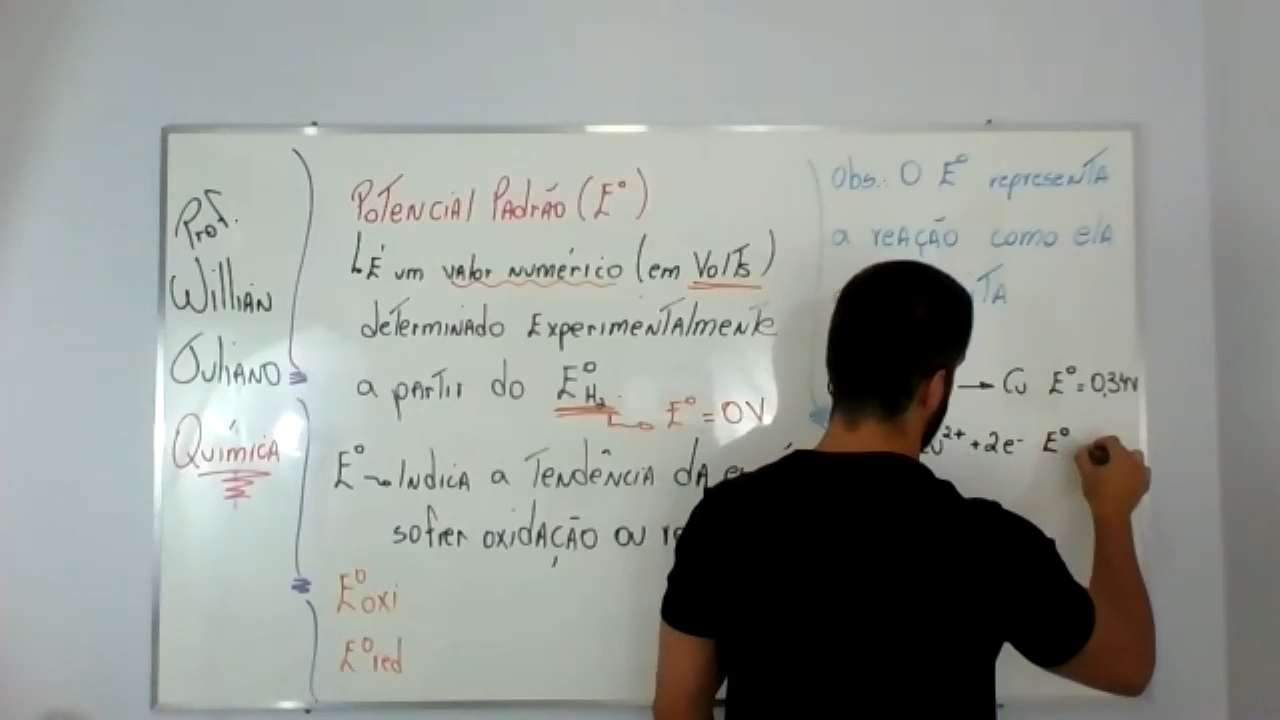 Prof.
Willian
Juliano
Química
Potencial Padrão (E°)
É um valor numérico (em Volts)
determinado Experimentalmente
a partir do E°H₂
E° = 0V
E° Indica a Tendência da
sofrer oxidação ou
E°oxi
E°red
Obs.: O E° representa
a reação como ela
→ Cu E° = 0,34V
²⁺ + 2e⁻ E°